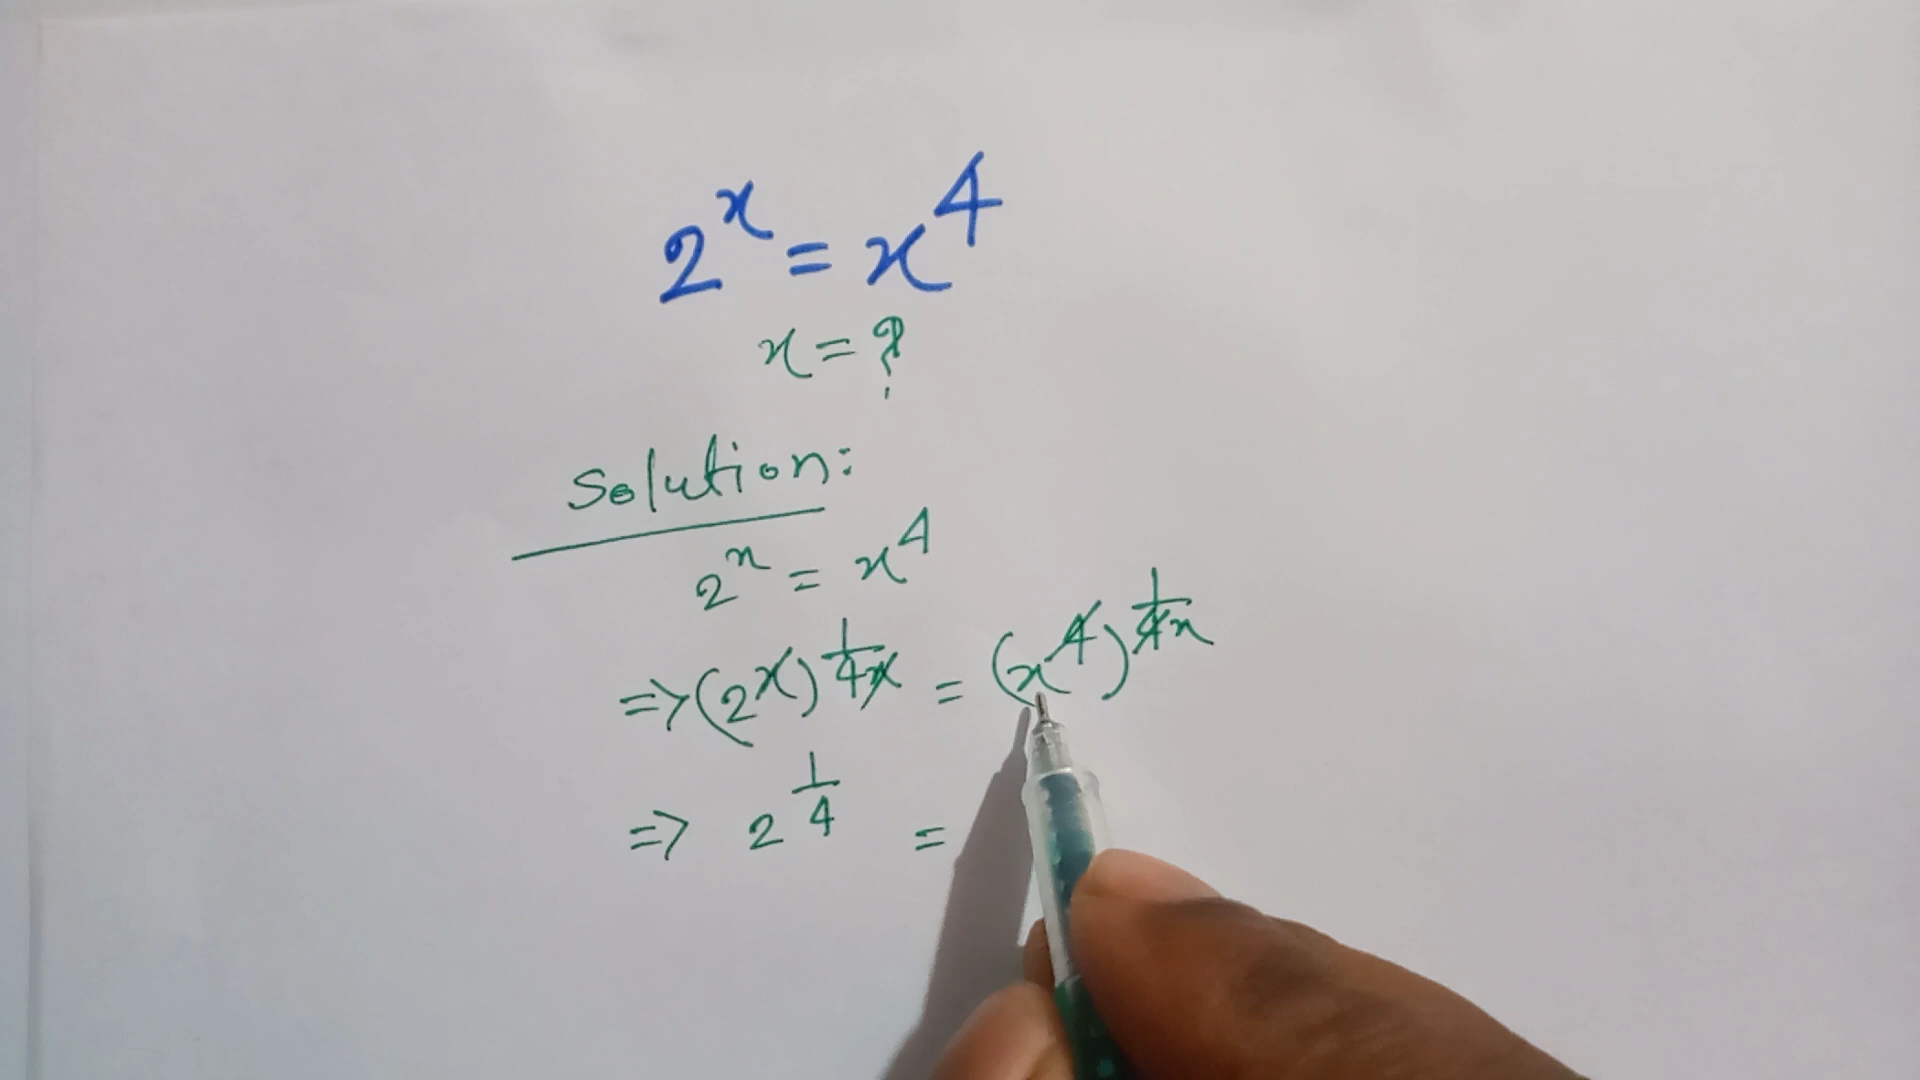 2^x = x^4
x = ?
Solution:
2^x = x^4
=> (2^x)^(1/4x) = (x^4)^(1/4x)
=> 2^(1/4) =